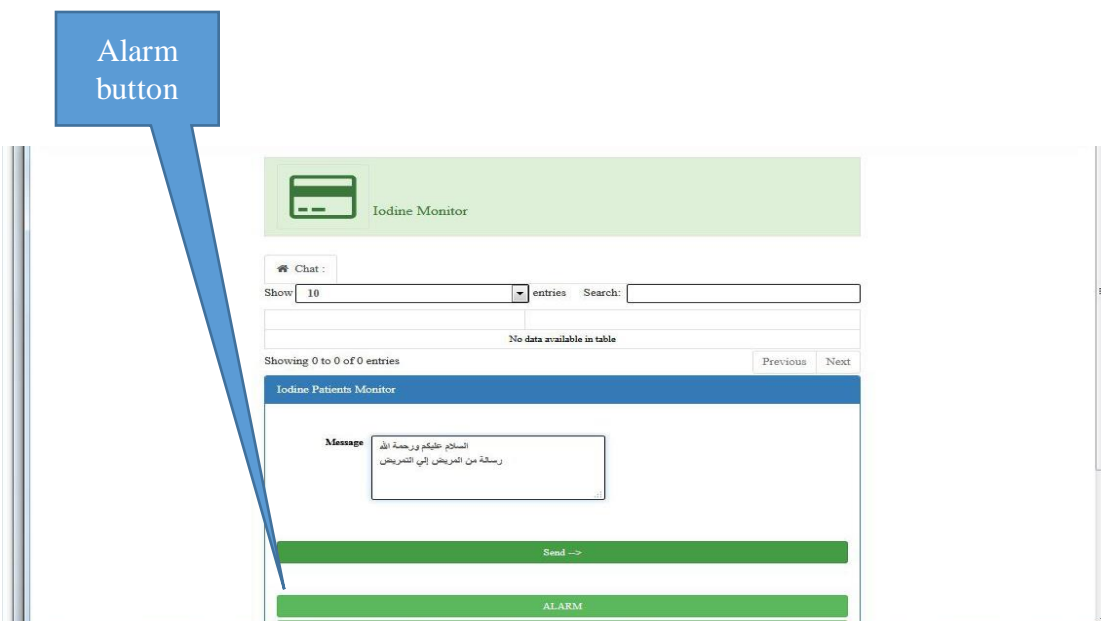 Alarm
button
Iodine Monitor
Chat :
Show 10 entries Search:
No data available in table
Showing 0 to 0 of 0 entries
Previous Next
Iodine Patients Monitor
Message
السلام عليكم ورحمة الله
رسالة من المريض إلي التمريض
Send -->
ALARM